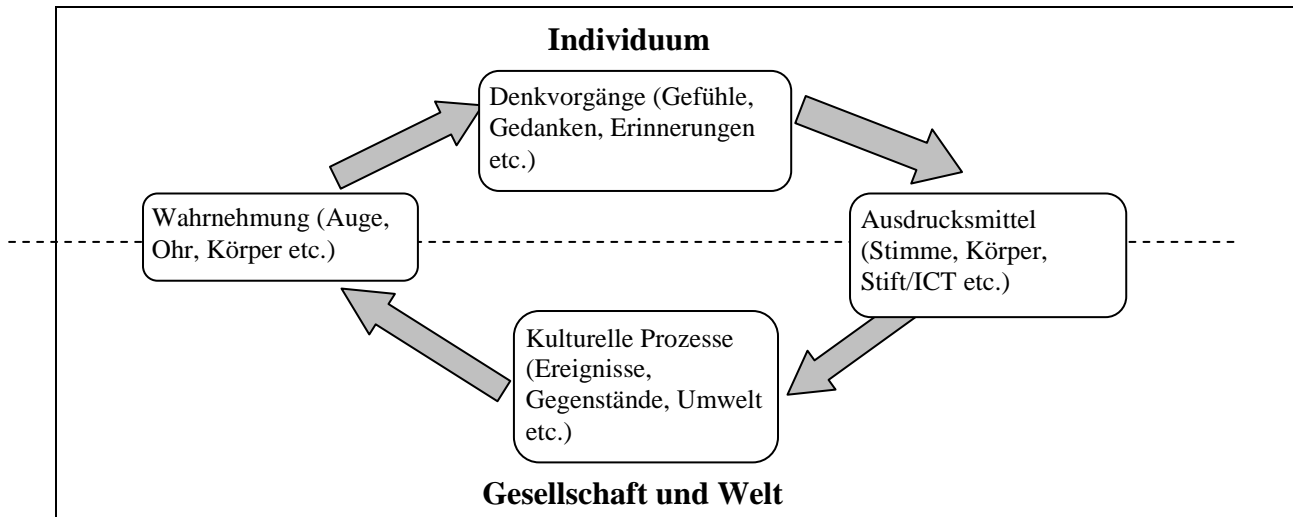 Individuum
Denkvorgänge (Gefühle,
Gedanken, Erinnerungen
etc.)
Wahrnehmung (Auge,
Ohr, Körper etc.)
Ausdrucksmittel
(Stimme, Körper,
Stift/ICT etc.)
Kulturelle Prozesse
(Ereignisse,
Gegenstände, Umwelt
etc.)
Gesellschaft und Welt